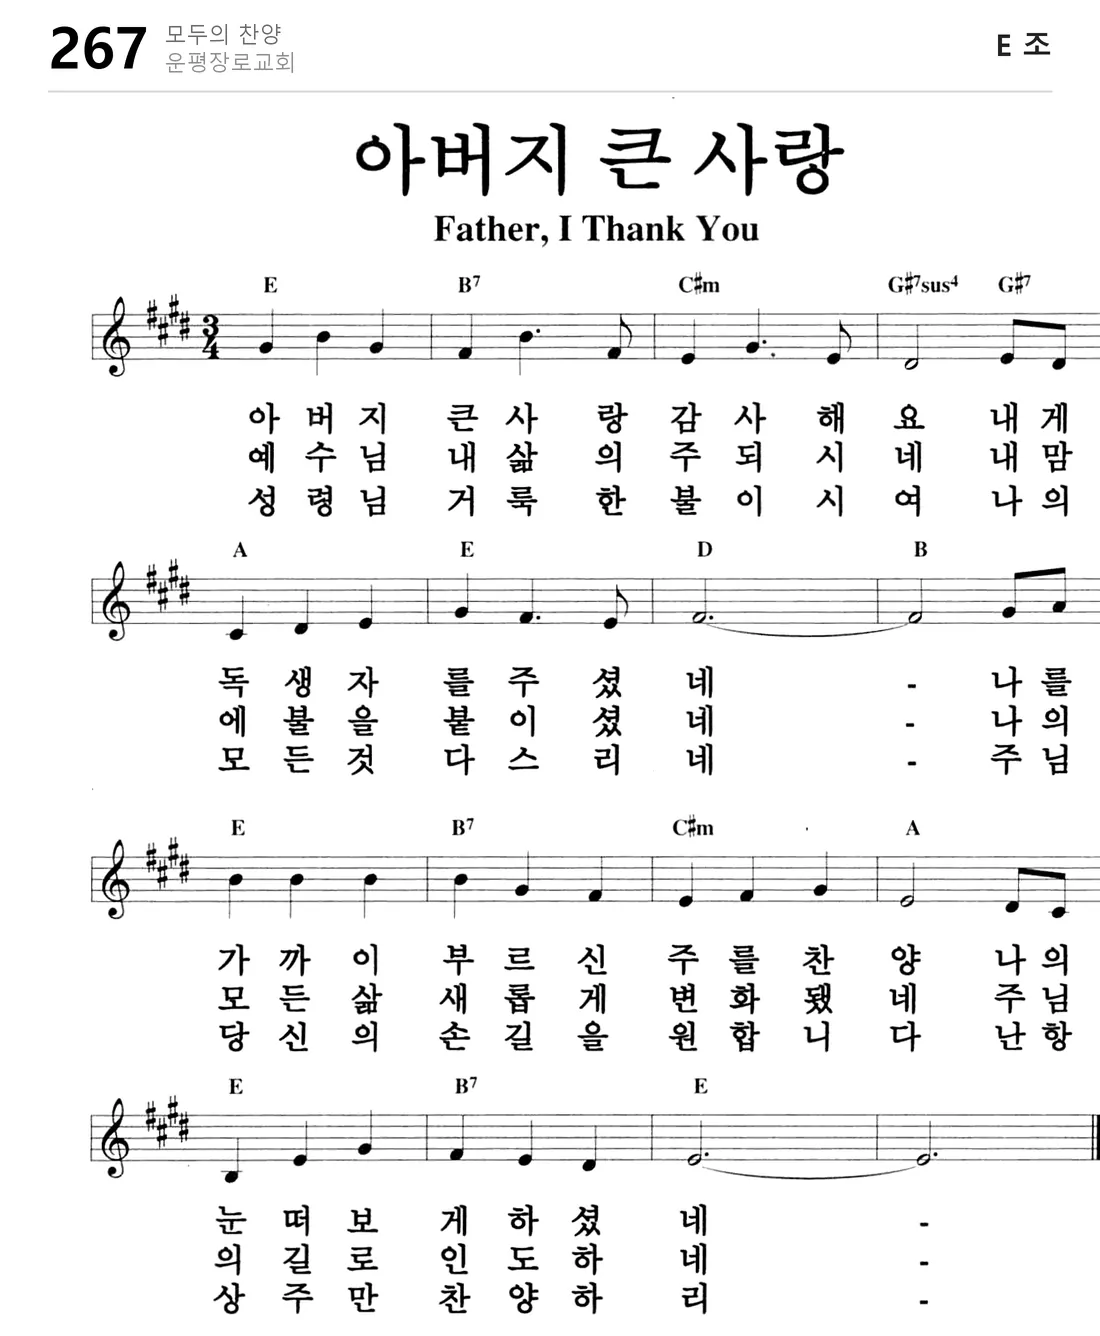 267 모두의 찬양
운평장로교회
E 조
아버지 큰 사랑
Father, I Thank You
E B7 C#m G#7sus4 G#7
3
4
아 버 지 큰 사 랑 감 사 해 요 내 게
예 수 님 내 삶 의 주 되 시 네 내 맘
성 령 님 거 룩 한 불 이 시 여 나 의
A E D B
독 생 자 를 주 셨 네 - 나 를
에 불 을 붙 이 셨 네 - 나 의
모 든 것 다 스 리 네 - 주 님
E B7 C#m A
가 까 이 부 르 신 주 를 찬 양 나 의
모 든 삶 새 롭 게 변 화 됐 네 주 님
당 신 의 손 길 을 원 합 니 다 난 항
E B7 E
눈 떠 보 게 하 셨 네 -
의 길 로 인 도 하 네 -
상 주 만 찬 양 하 리 -